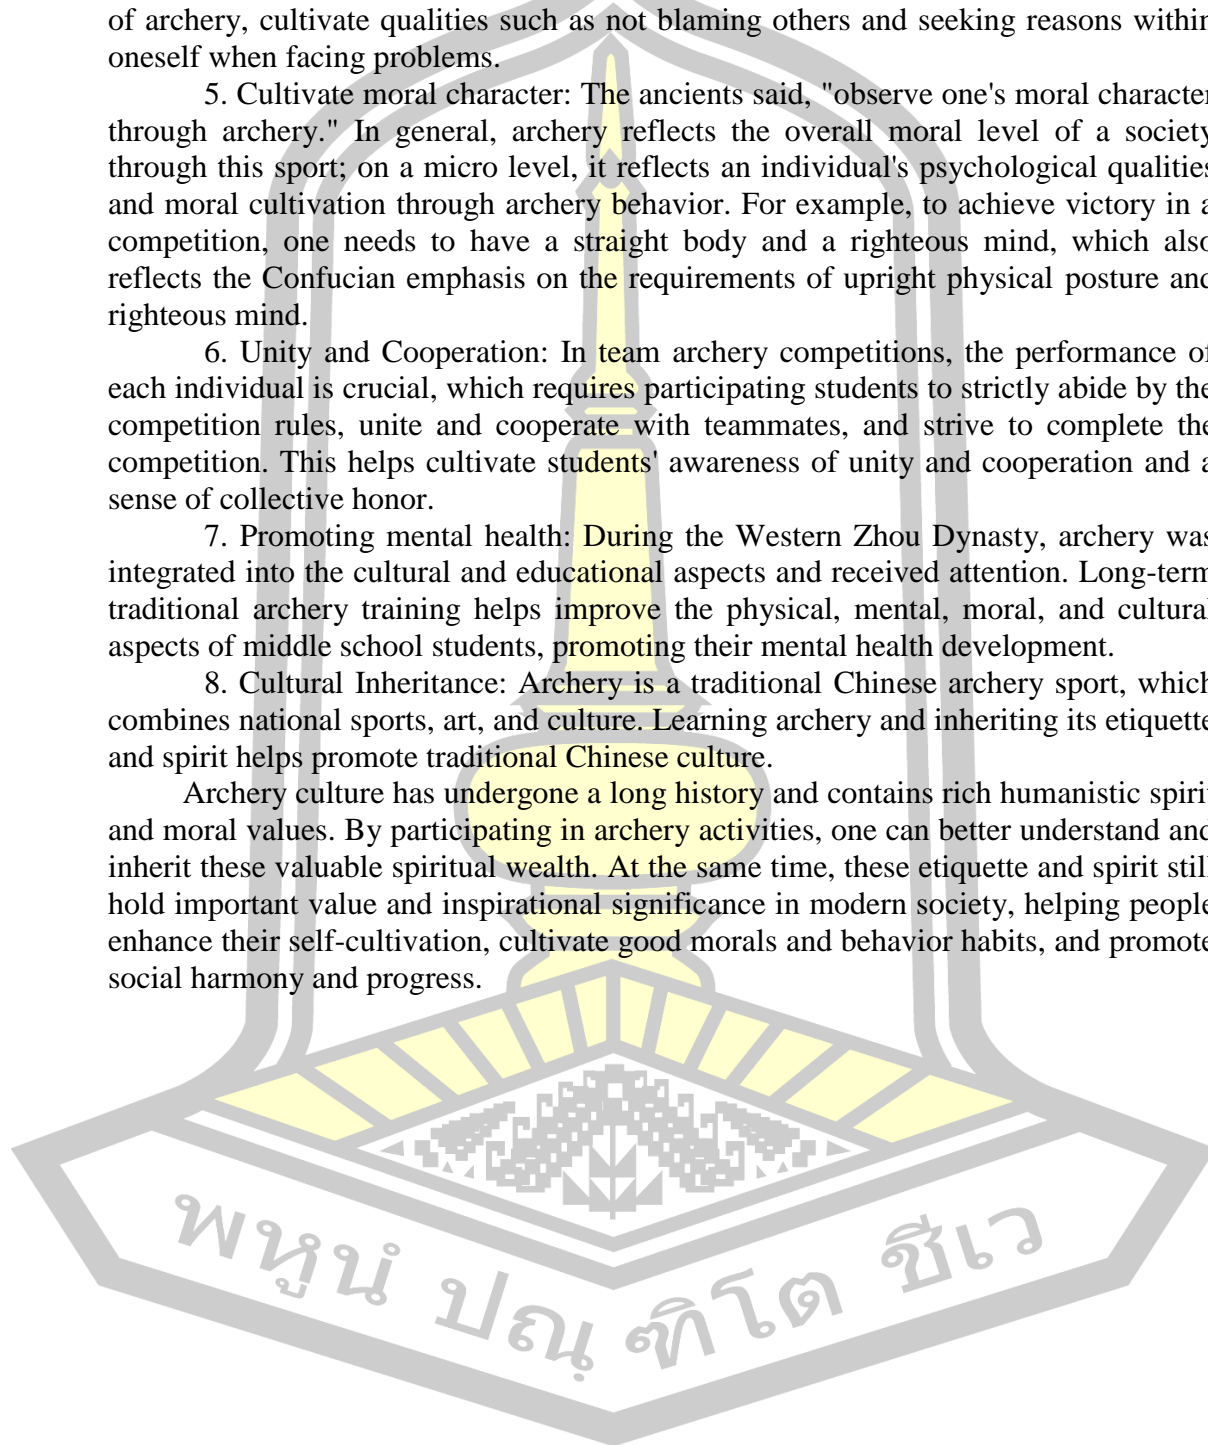 of archery, cultivate qualities such as not blaming others and seeking reasons within
oneself when facing problems.
5. Cultivate moral character: The ancients said, "observe one's moral character
through archery." In general, archery reflects the overall moral level of a society
through this sport; on a micro level, it reflects an individual's psychological qualities
and moral cultivation through archery behavior. For example, to achieve victory in a
competition, one needs to have a straight body and a righteous mind, which also
reflects the Confucian emphasis on the requirements of upright physical posture and
righteous mind.
6. Unity and Cooperation: In team archery competitions, the performance of
each individual is crucial, which requires participating students to strictly abide by the
competition rules, unite and cooperate with teammates, and strive to complete the
competition. This helps cultivate students' awareness of unity and cooperation and a
sense of collective honor.
7. Promoting mental health: During the Western Zhou Dynasty, archery was
integrated into the cultural and educational aspects and received attention. Long-term
traditional archery training helps improve the physical, mental, moral, and cultural
aspects of middle school students, promoting their mental health development.
8. Cultural Inheritance: Archery is a traditional Chinese archery sport, which
combines national sports, art, and culture. Learning archery and inheriting its etiquette
and spirit helps promote traditional Chinese culture.
Archery culture has undergone a long history and contains rich humanistic spirit
and moral values. By participating in archery activities, one can better understand and
inherit these valuable spiritual wealth. At the same time, these etiquette and spirit still
hold important value and inspirational significance in modern society, helping people
enhance their self-cultivation, cultivate good morals and behavior habits, and promote
social harmony and progress.
พหูนํ ปณฺ ฑิโต ชีเว